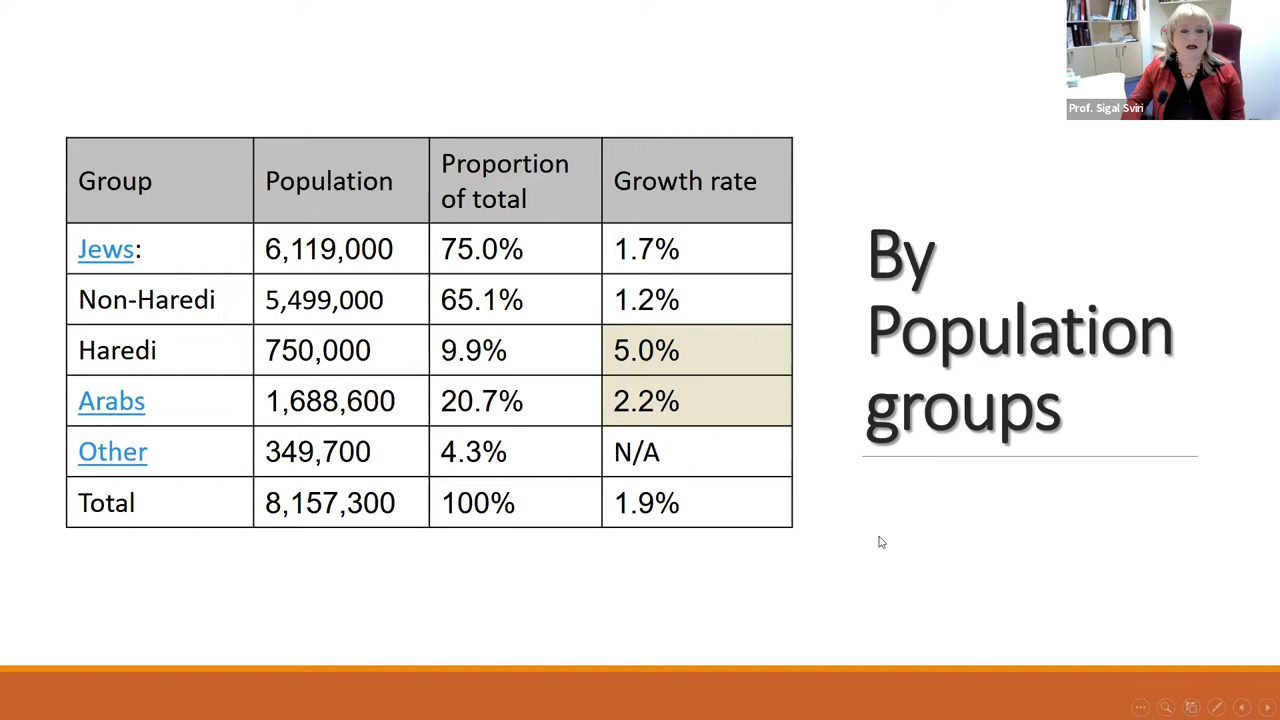 Prof. Sigal Sviri
Group Population Proportion of total Growth rate
Jews: 6,119,000 75.0% 1.7%
Non-Haredi 5,499,000 65.1% 1.2%
Haredi 750,000 9.9% 5.0%
Arabs 1,688,600 20.7% 2.2%
Other 349,700 4.3% N/A
Total 8,157,300 100% 1.9%
By
Population
groups